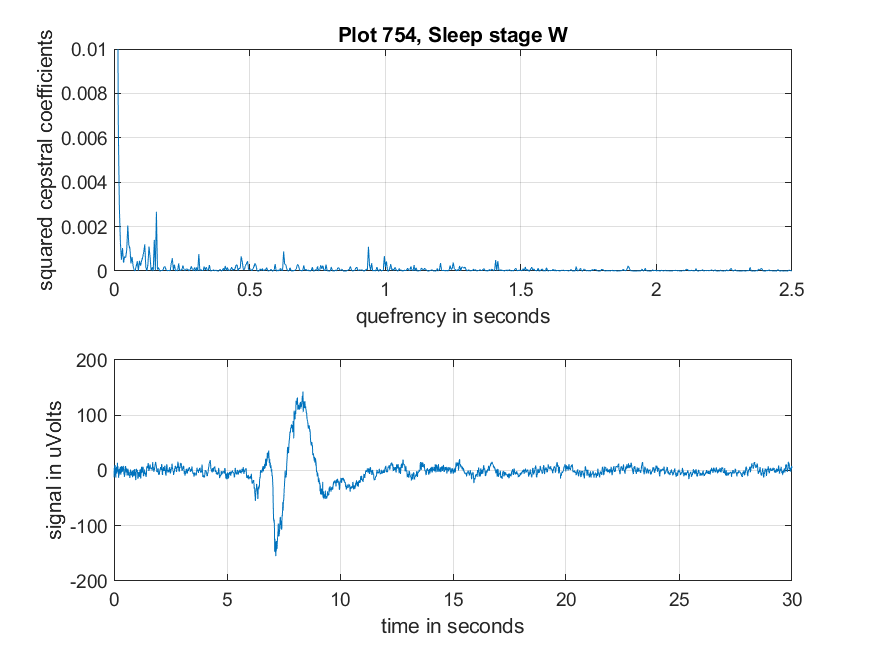 Plot 754, Sleep stage W
squared cepstral coefficients
0.01
0.008
0.006
0.004
0.002
0
0 0.5 1 1.5 2 2.5
quefrency in seconds
signal in uVolts
200
100
0
-100
-200
0 5 10 15 20 25 30
time in seconds